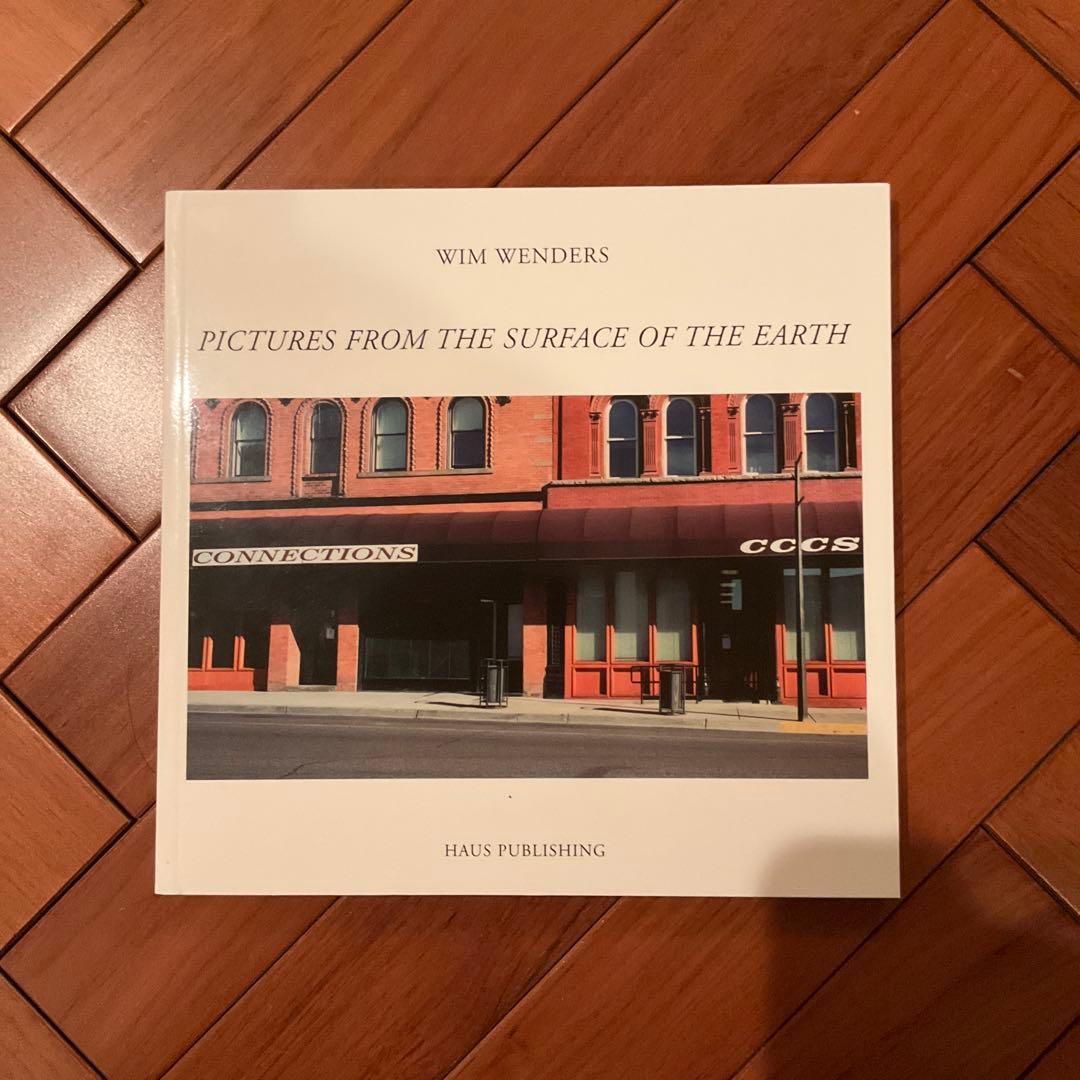 WIM WENDERS
PICTURES FROM THE SURFACE OF THE EARTH
CONNECTIONS
CCCS
HAUS PUBLISHING